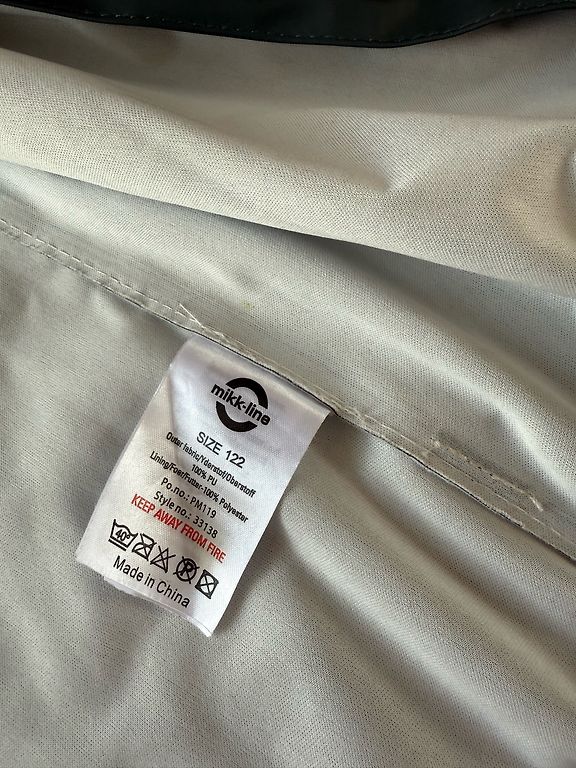 mikk-line
SIZE 122
Outer fabric/Yderstof/Oberstoff
100% PU
Lining/Foer/Futter-100% Polyester
Po.no.: PM119
Style no.: 33138
KEEP AWAY FROM FIRE
40°
Made in China